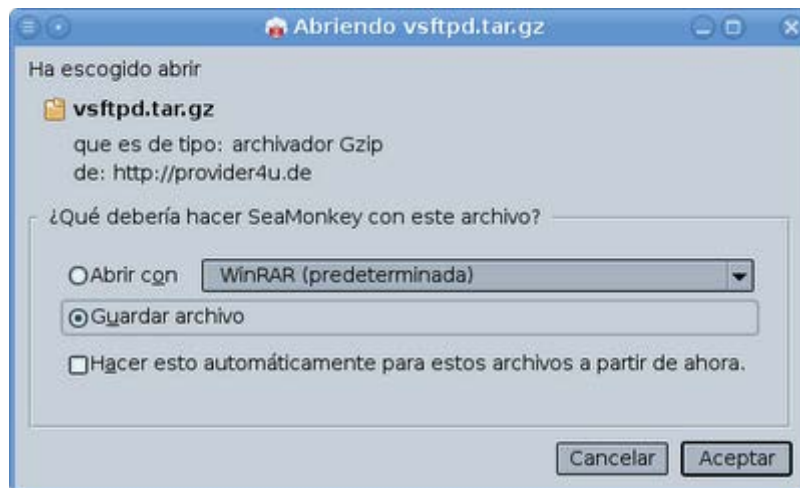 Abriendo vsftpd.tar.gz
Ha escogido abrir
vsftpd.tar.gz
que es de tipo: archivador Gzip
de: http://provider4u.de
¿Qué debería hacer SeaMonkey con este archivo?
Abrir con WinRAR (predeterminada)
Guardar archivo
Hacer esto automáticamente para estos archivos a partir de ahora.
Cancelar Aceptar